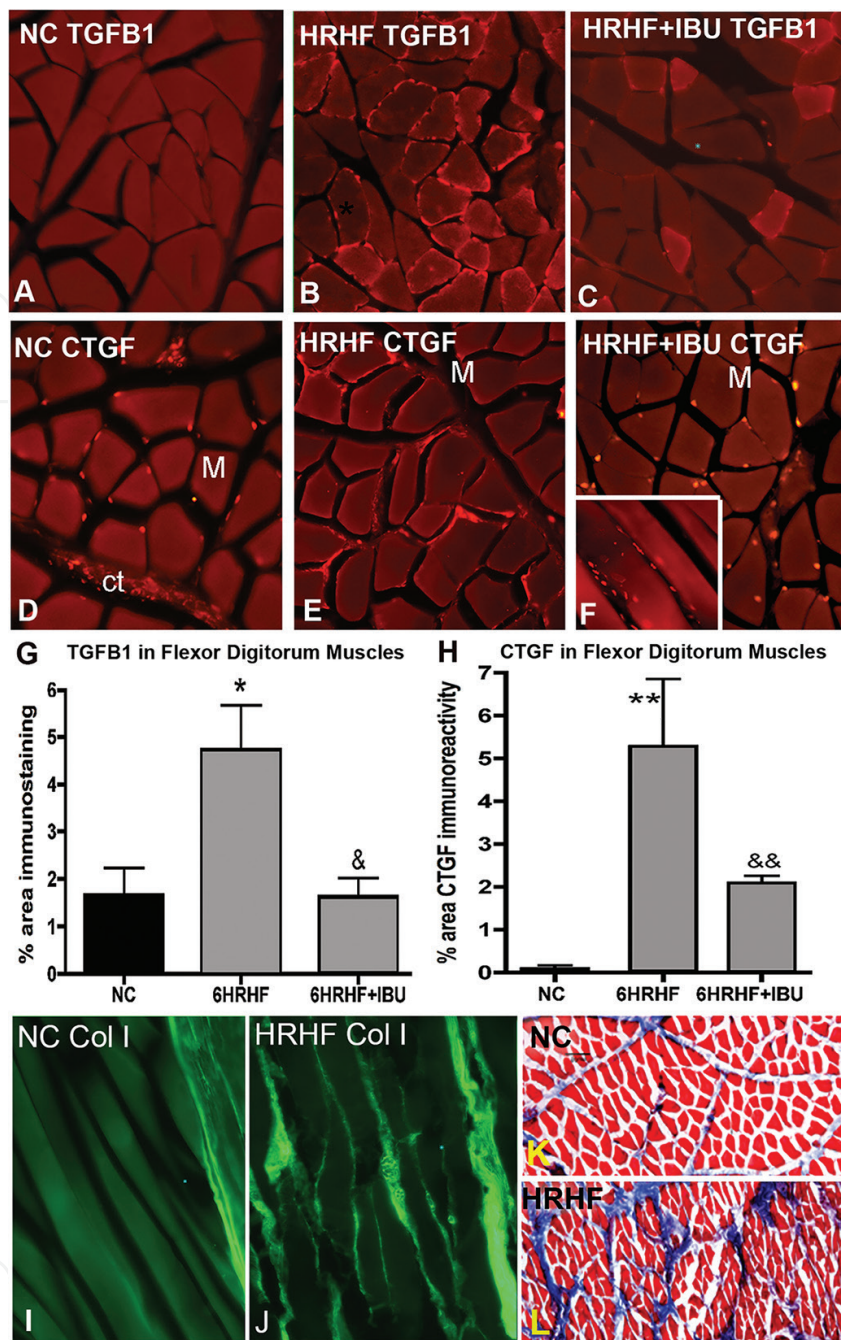 NC TGFB1
HRHF TGFB1
HRHF+IBU TGFB1
*
*
A
B
C
NC CTGF
HRHF CTGF
HRHF+IBU CTGF
M
M
M
ct
D
E
F
G
TGFB1 in Flexor Digitorum Muscles
% area immunostaining
6
5
4
3
2
1
0
*
&
NC
6HRHF
6HRHF+IBU
H
CTGF in Flexor Digitorum Muscles
% area CTGF immunoreactivity
7
6
5
4
3
2
1
0
**
&&
NC
6HRHF
6HRHF+IBU
NC Col I
HRHF Col I
I
J
NC
K
HRHF
L